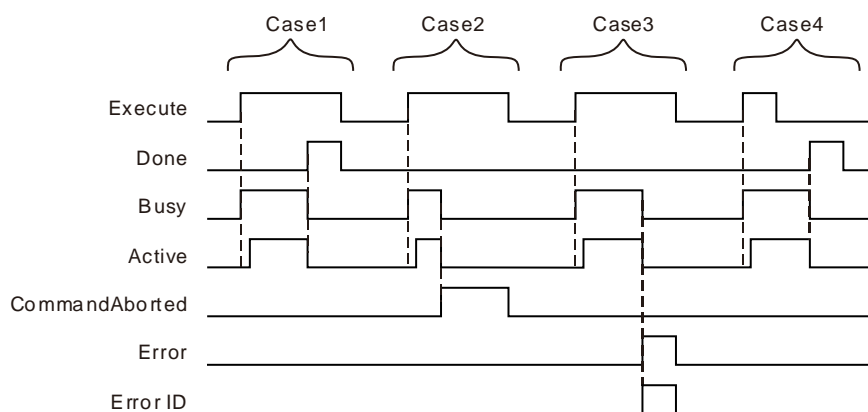 Case1 Case2 Case3 Case4
Execute
Done
Busy
Active
CommandAborted
Error
Error ID